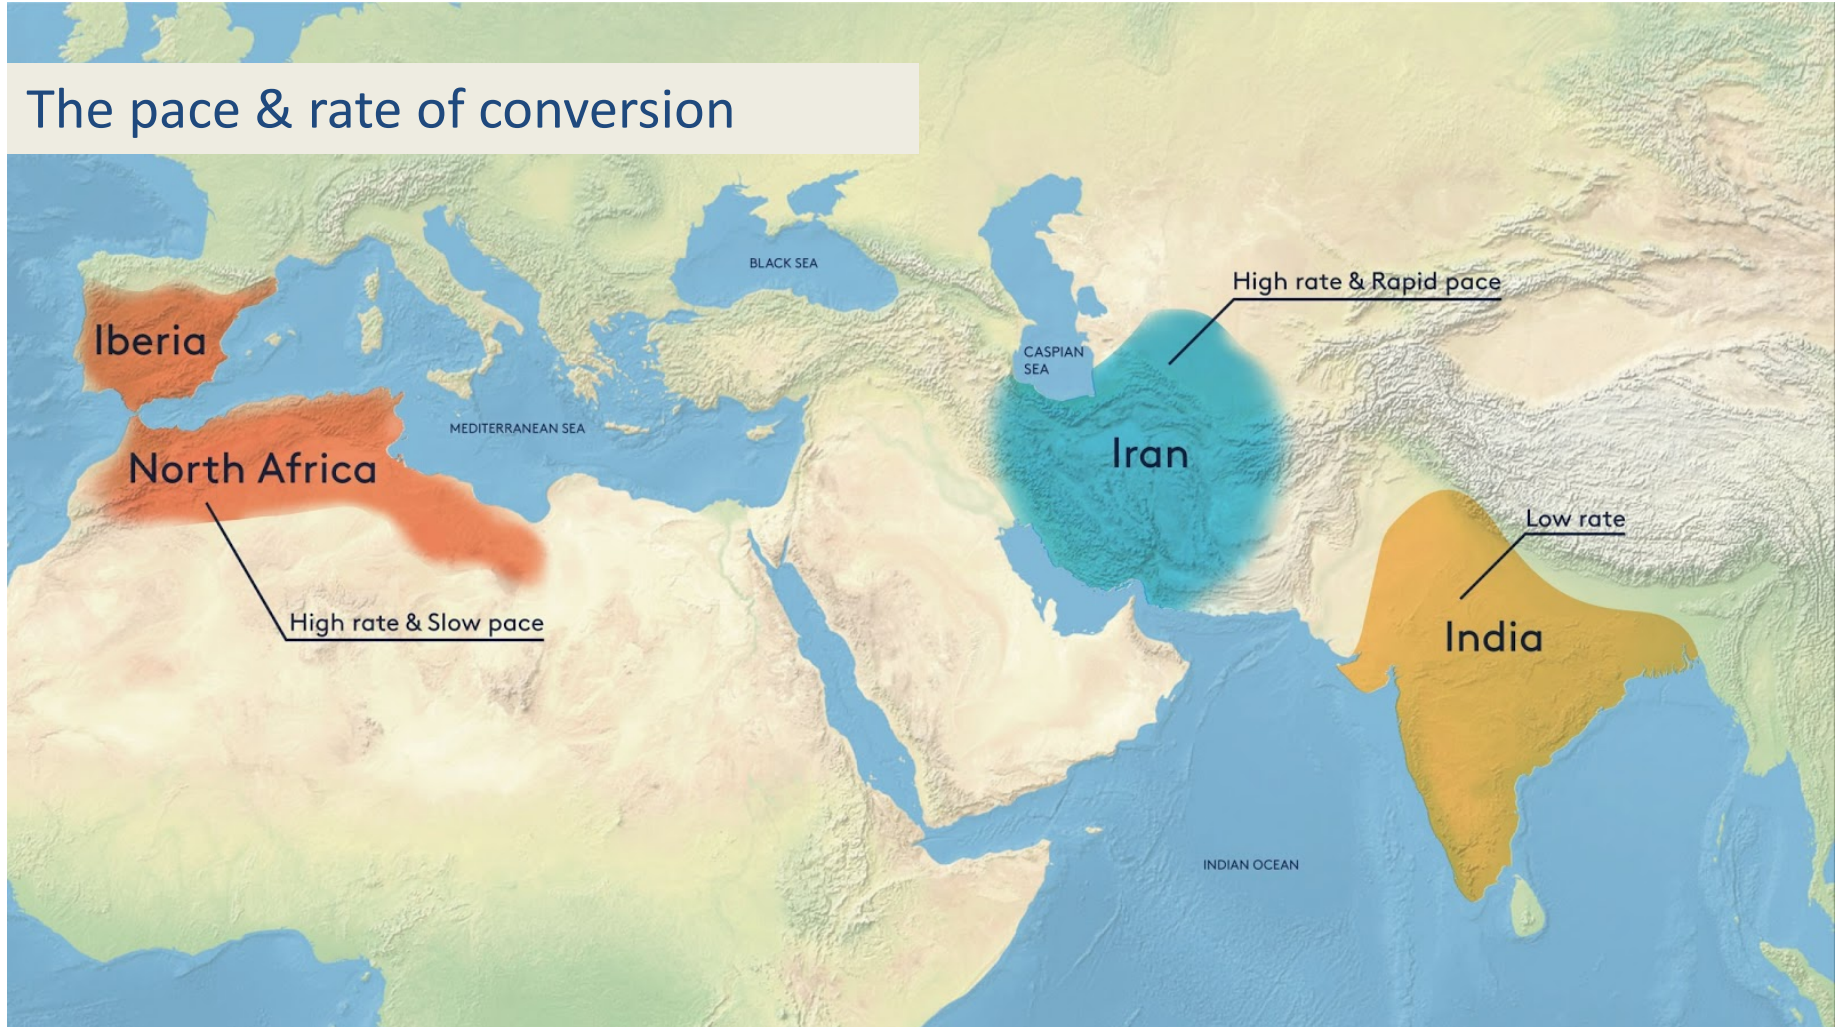 The pace & rate of conversion
BLACK SEA
High rate & Rapid pace
Iberia
CASPIAN
SEA
MEDITERRANEAN SEA
Iran
North Africa
Low rate
High rate & Slow pace
India
INDIAN OCEAN